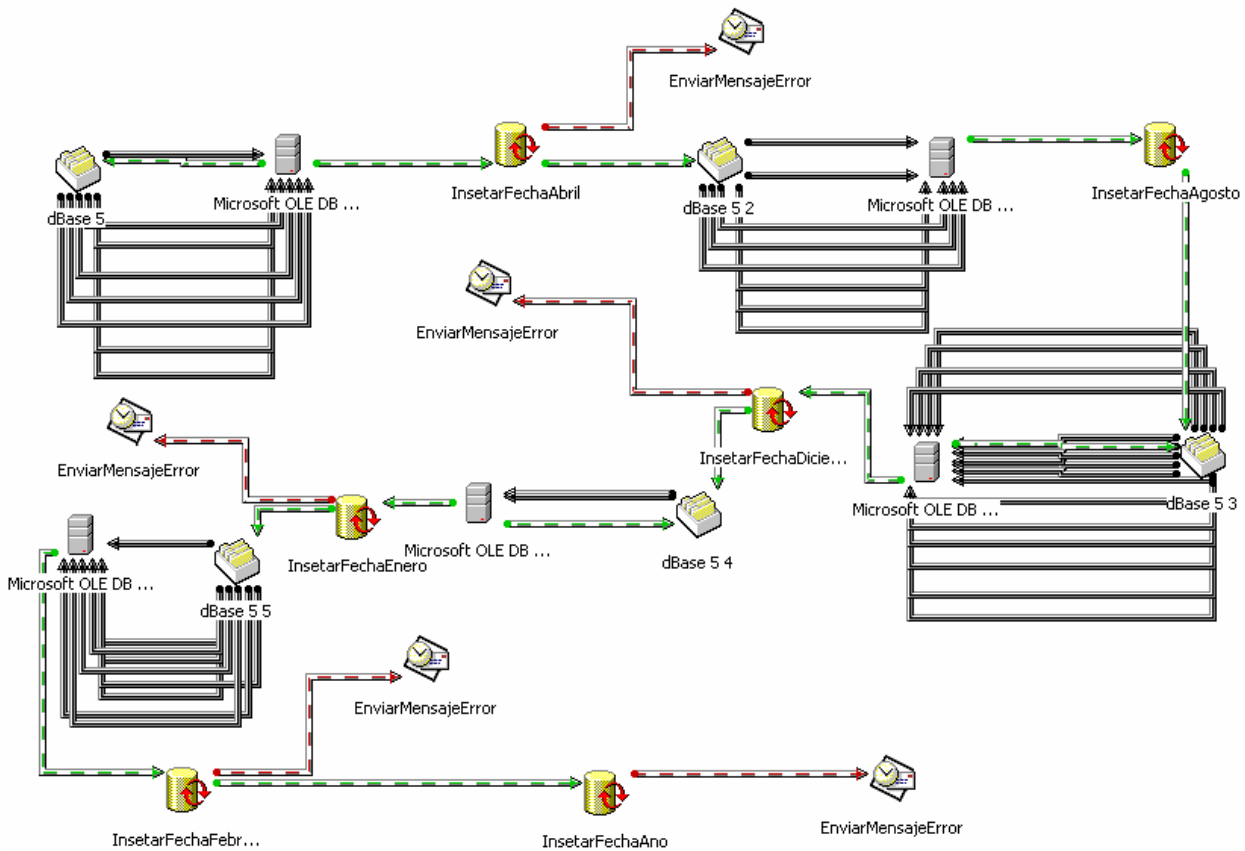 EnviarMensajeError
dBase 5
Microsoft OLE DB ...
InsetarFechaAbril
dBase 5 2
Microsoft OLE DB ...
InsetarFechaAgosto
EnviarMensajeError
EnviarMensajeError
InsetarFechaDicie...
Microsoft OLE DB ...
dBase 5 3
Microsoft OLE DB ...
dBase 5 4
InsetarFechaEnero
Microsoft OLE DB ...
dBase 5 5
EnviarMensajeError
InsetarFechaFebr...
InsetarFechaAno
EnviarMensajeError